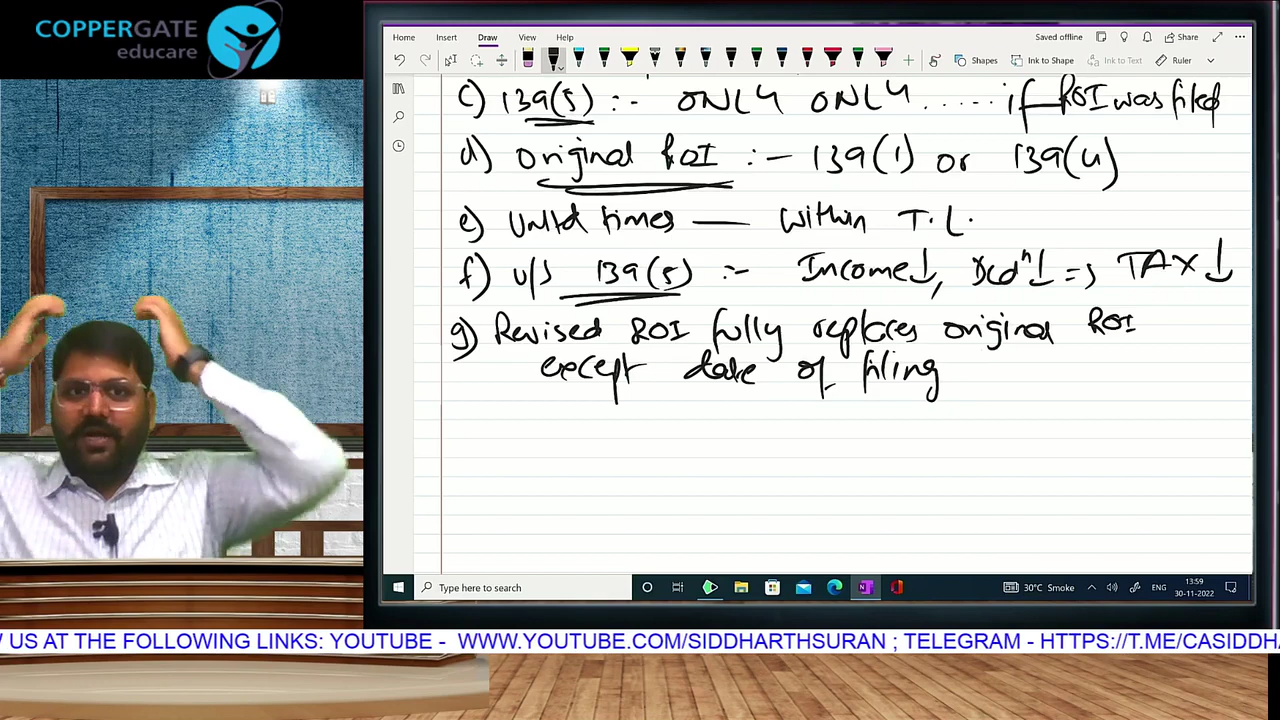 COPPERGATE
educare
Home Insert Draw View Help
Saved offline
Share
Shapes
Ink to Shape
Ink to Text
Ruler
c) 139(5) :- ONLY ONLY ..... if ROI was filed
d) Original ROI :- 139(1) or 139(4)
e) Unltd times — Within T.L.
f) u/s 139(5) :- Income↓, Dedⁿ↓ => TAX↓
g) Revised ROI fully replaces original ROI
except date of filing
Type here to search
30°C Smoke
ENG
13:59
30-11-2022
W US AT THE FOLLOWING LINKS: YOUTUBE - WWW.YOUTUBE.COM/SIDDHARTHSURAN ; TELEGRAM - HTTPS://T.ME/CASIDDHA